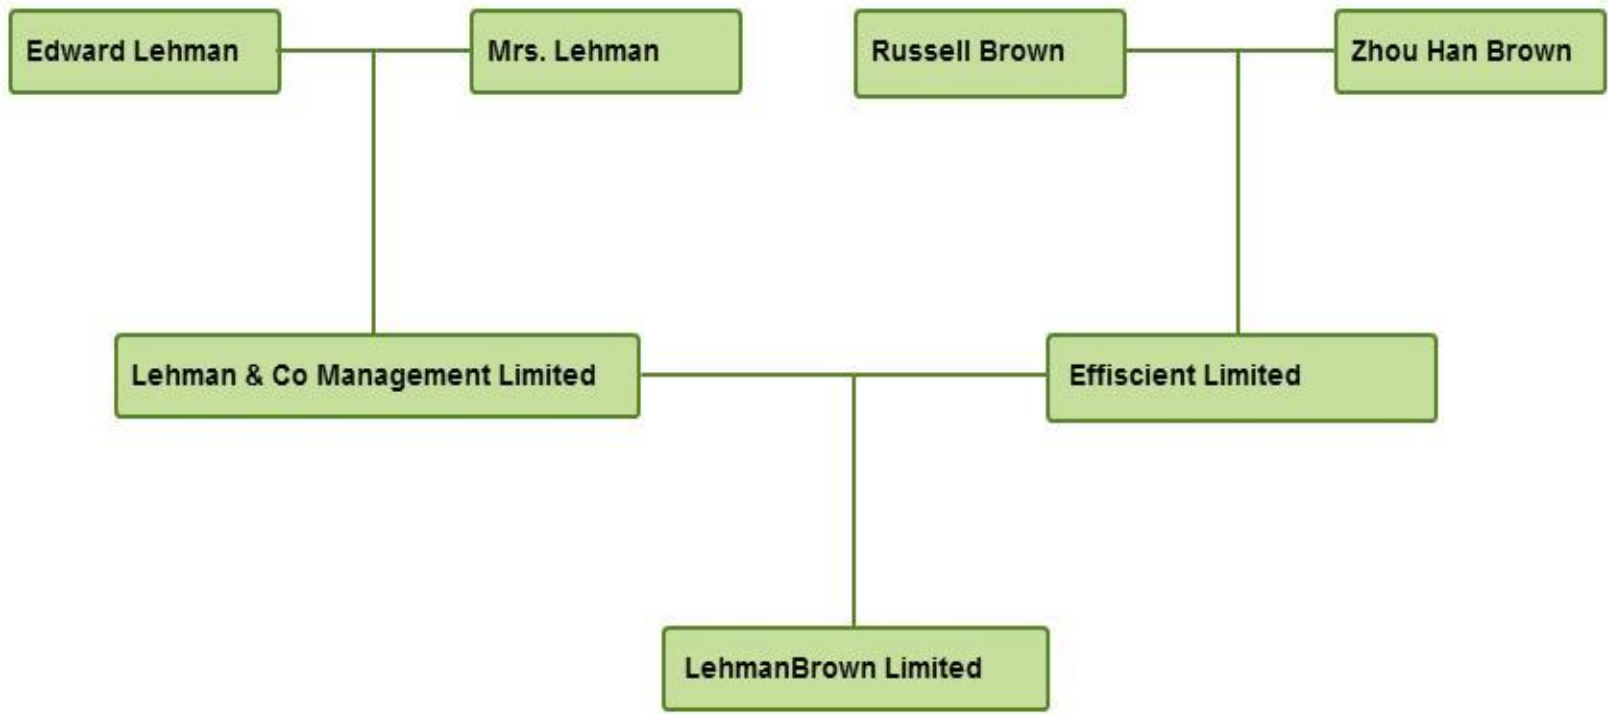 Edward Lehman
Mrs. Lehman
Russell Brown
Zhou Han Brown
Lehman & Co Management Limited
Effiscient Limited
LehmanBrown Limited